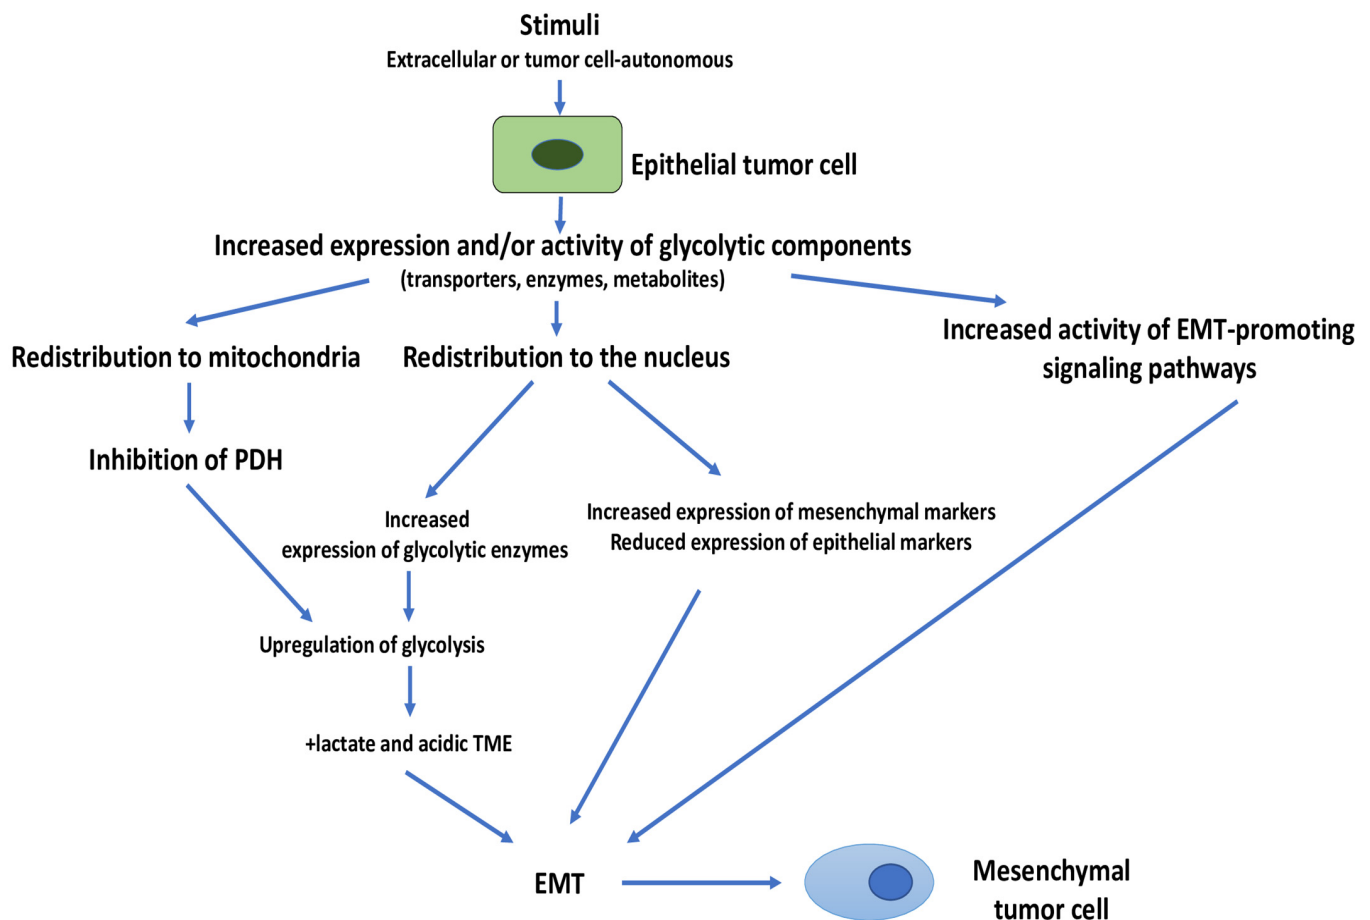 Stimuli
Extracellular or tumor cell-autonomous
Epithelial tumor cell
Increased expression and/or activity of glycolytic components
(transporters, enzymes, metabolites)
Redistribution to mitochondria
Redistribution to the nucleus
Increased activity of EMT-promoting
signaling pathways
Inhibition of PDH
Increased
expression of glycolytic enzymes
Increased expression of mesenchymal markers
Reduced expression of epithelial markers
Upregulation of glycolysis
+lactate and acidic TME
EMT
Mesenchymal
tumor cell